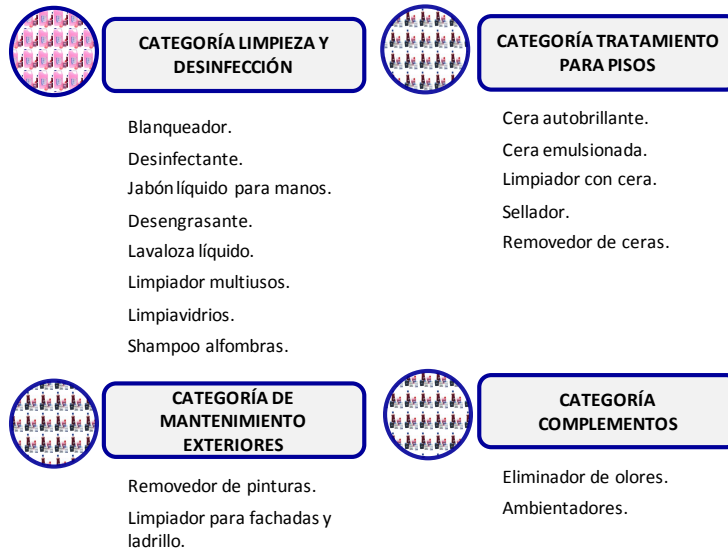 CATEGORÍA LIMPIEZA Y
DESINFECCIÓN
Blanqueador.
Desinfectante.
Jabón líquido para manos.
Desengrasante.
Lavaloza líquido.
Limpiador multiusos.
Limpiavidrios.
Shampoo alfombras.
CATEGORÍA TRATAMIENTO
PARA PISOS
Cera autobrillante.
Cera emulsionada.
Limpiador con cera.
Sellador.
Removedor de ceras.
CATEGORÍA DE
MANTENIMIENTO
EXTERIORES
Removedor de pinturas.
Limpiador para fachadas y
ladrillo.
CATEGORÍA
COMPLEMENTOS
Eliminador de olores.
Ambientadores.